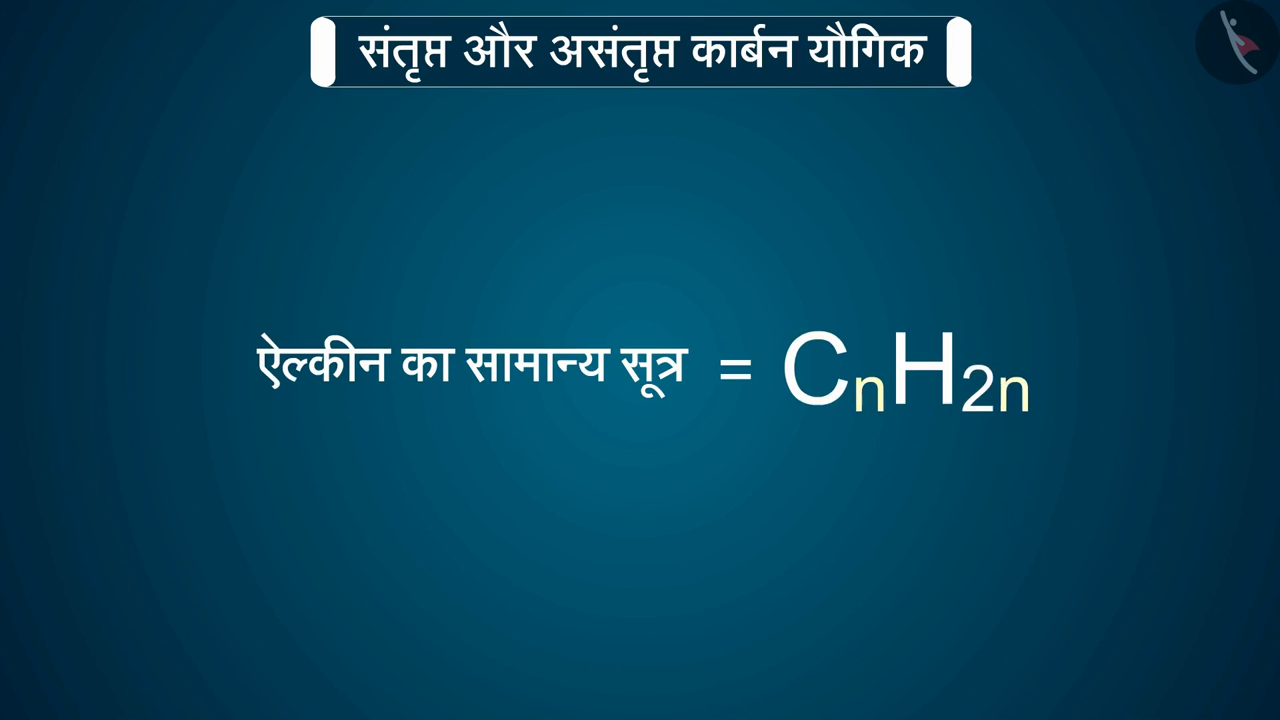 संतृप्त और असंतृप्त कार्बन यौगिक
ऐल्कीन का सामान्य सूत्र = CnH2n